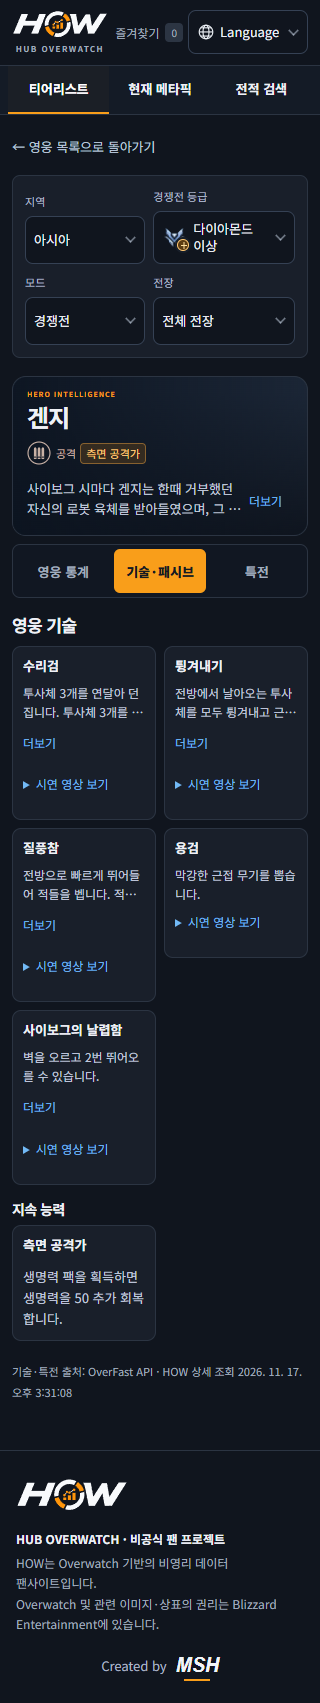 HOW
HUB OVERWATCH
즐겨찾기 0
Language
티어리스트
현재 메타픽
전적 검색
← 영웅 목록으로 돌아가기
지역
경쟁전 등급
아시아
다이아몬드
이상
모드
전장
경쟁전
전체 전장
HERO INTELLIGENCE
겐지
공격 측면 공격가
사이보그 시마다 겐지는 한때 거부했던
자신의 로봇 육체를 받아들였으며, 그 …
더보기
영웅 통계
기술·패시브
특전
영웅 기술
수리검
투사체 3개를 연달아 던
집니다. 투사체 3개를 …
더보기
▶ 시연 영상 보기
튕겨내기
전방에서 날아오는 투사
체를 모두 튕겨내고 근…
더보기
▶ 시연 영상 보기
질풍참
전방으로 빠르게 뛰어들
어 적들을 벱니다. 적…
더보기
▶ 시연 영상 보기
용검
막강한 근접 무기를 뽑습
니다.
▶ 시연 영상 보기
사이보그의 날렵함
벽을 오르고 2번 뛰어오
를 수 있습니다.
더보기
▶ 시연 영상 보기
지속 능력
측면 공격가
생명력 팩을 획득하면
생명력을 50 추가 회복
합니다.
기술·특전 출처: OverFast API · HOW 상세 조회 2026. 11. 17.
오후 3:31:08
HOW
HUB OVERWATCH · 비공식 팬 프로젝트
HOW는 Overwatch 기반의 비영리 데이터
팬사이트입니다.
Overwatch 및 관련 이미지·상표의 권리는 Blizzard
Entertainment에 있습니다.
Created by MSH